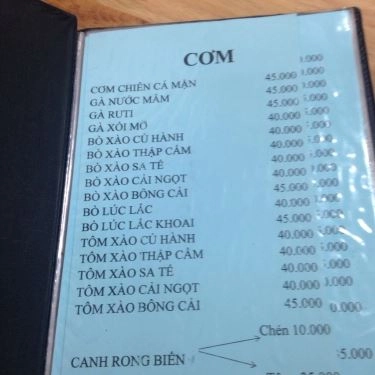 CƠM
CƠM CHIÊN CÁ MẶN 45.000
GÀ NƯỚC MẮM 45.000
GÀ RUTI 40.000
GÀ XÔI MỠ 40.000
BÒ XÀO CỦ HÀNH 40.000
BÒ XÀO THẬP CẨM 40.000
BÒ XÀO SA TẾ 40.000
BÒ XÀO CẢI NGỌT 40.000
BÒ XÀO BÔNG CẢI 45.000
BÒ LÚC LẮC 40.000
BÒ LÚC LẮC KHOAI 45.000
TÔM XÀO CỦ HÀNH 40.000
TÔM XÀO THẬP CẨM 40.000
TÔM XÀO SA TẾ 40.000
TÔM XÀO CẢI NGỌT 40.000
TÔM XÀO BÔNG CẢI 45.000
Chén 10.000
CANH RONG BIỂN